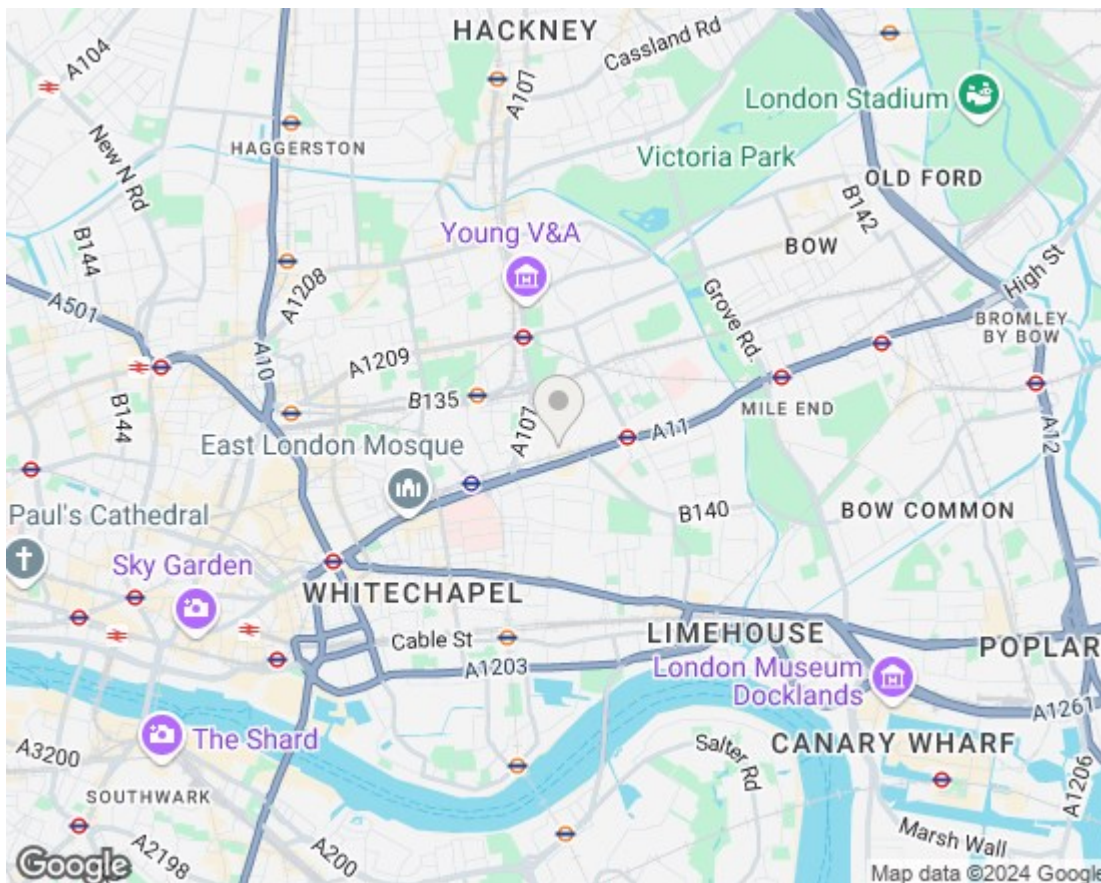 HACKNEY
Cassland Rd
A104
A107
London Stadium
New N Rd
HAGGERSTON
Victoria Park
OLD FORD
B142
B144
Young V&A
BOW
A1208
High St
A501
Grove Rd.
BROMLEY
BY BOW
A10
A1209
B144
B135
A107
MILE END
A11
A12
East London Mosque
Paul's Cathedral
B140
BOW COMMON
Sky Garden
WHITECHAPEL
Cable St
LIMEHOUSE
POPLAR
A1203
London Museum
Docklands
A1261
The Shard
A3200
Salter Rd
CANARY WHARF
A1206
SOUTHWARK
A2198
A200
Marsh Wall
Google
Map data ©2024 Google